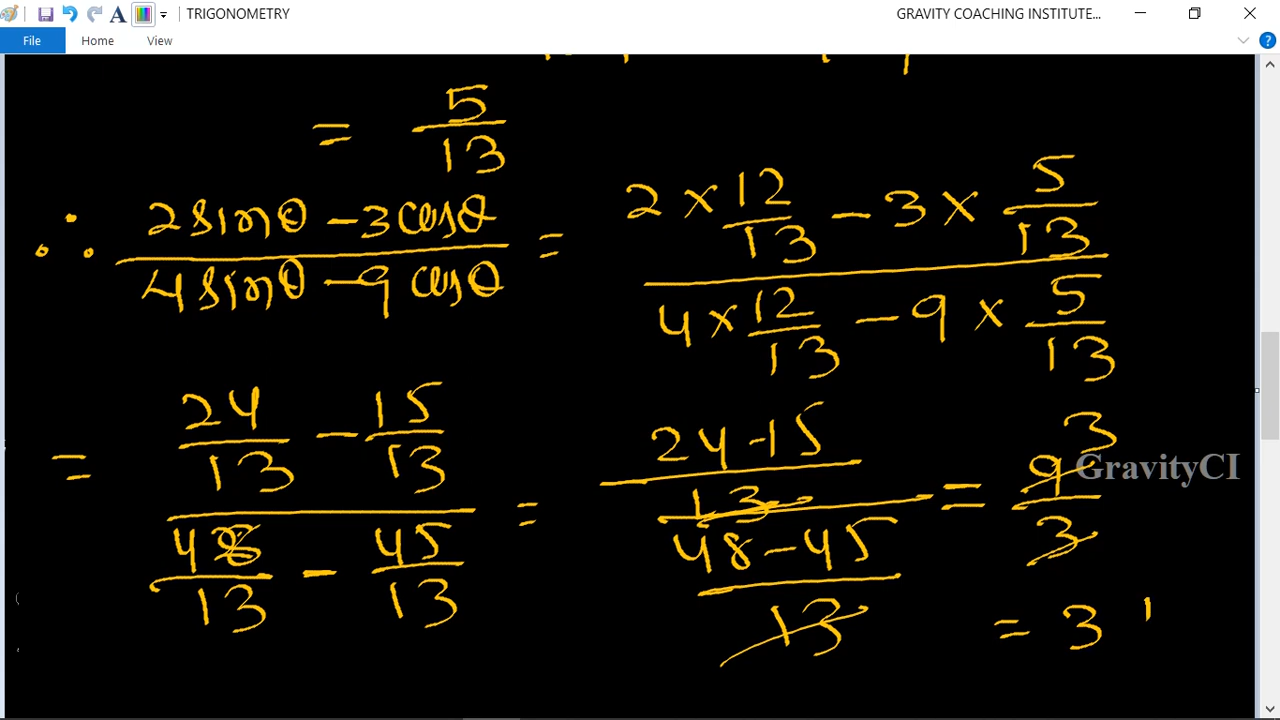 TRIGONOMETRY
GRAVITY COACHING INSTITUTE...
File Home View
= 5/13
∴ (2sinθ - 3cosθ)/(4sinθ - 9cosθ) = (2 × 12/13 - 3 × 5/13)/(4 × 12/13 - 9 × 5/13)
= (24/13 - 15/13)/(48/13 - 45/13) = ((24-15)/13)/((48-45)/13) = 9/3 3
= 3
GravityCI